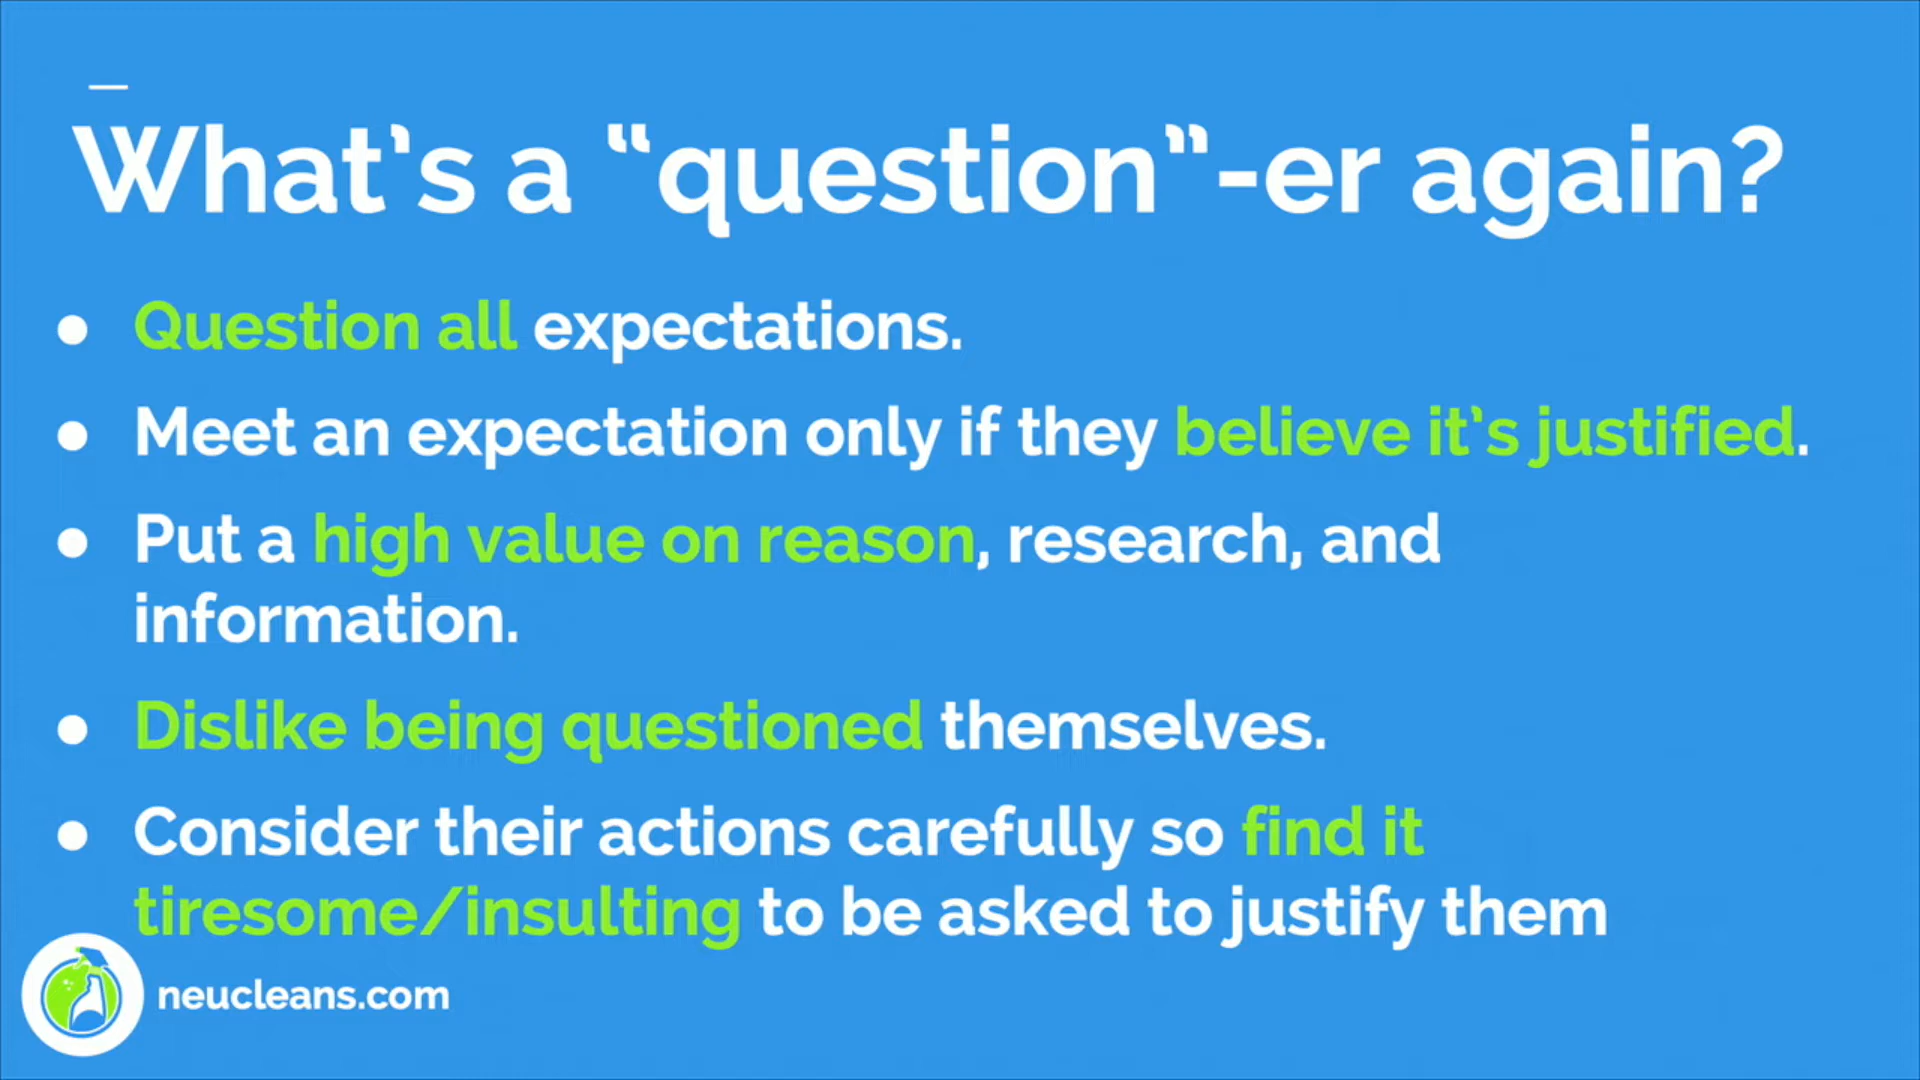 What's a “question”-er again?
● Question all expectations.
● Meet an expectation only if they believe it's justified.
● Put a high value on reason, research, and
information.
● Dislike being questioned themselves.
● Consider their actions carefully so find it
tiresome/insulting to be asked to justify them
neucleans.com